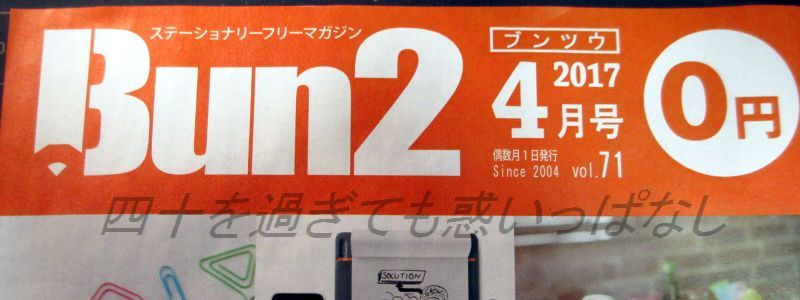 ステーショナリーフリーマガジン
Bun2
ブンツウ
2017
4月号
0円
偶数月1日発行
Since 2004 vol.71
四十を過ぎても惑いっぱなし
SOLUTION